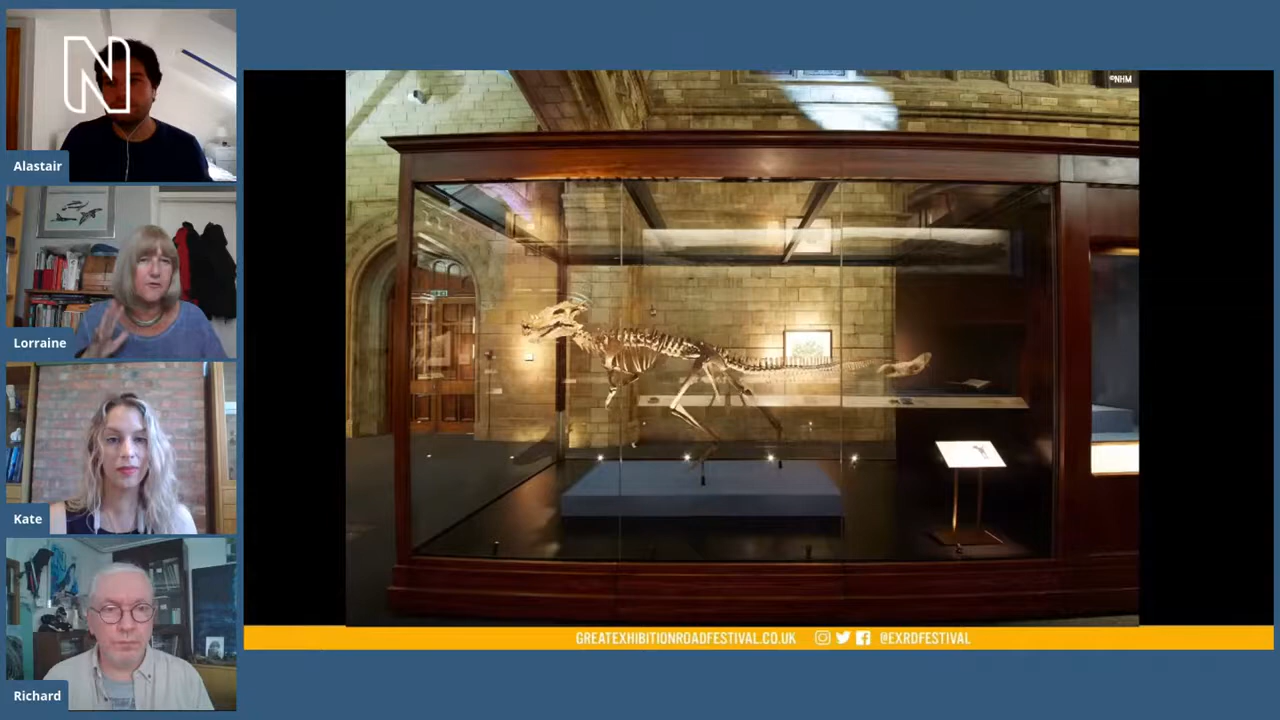 N
Alastair
Lorraine
Kate
Richard
©NHM
GREATEXHIBITIONROADFESTIVAL.CO.UK @EXRDFESTIVAL